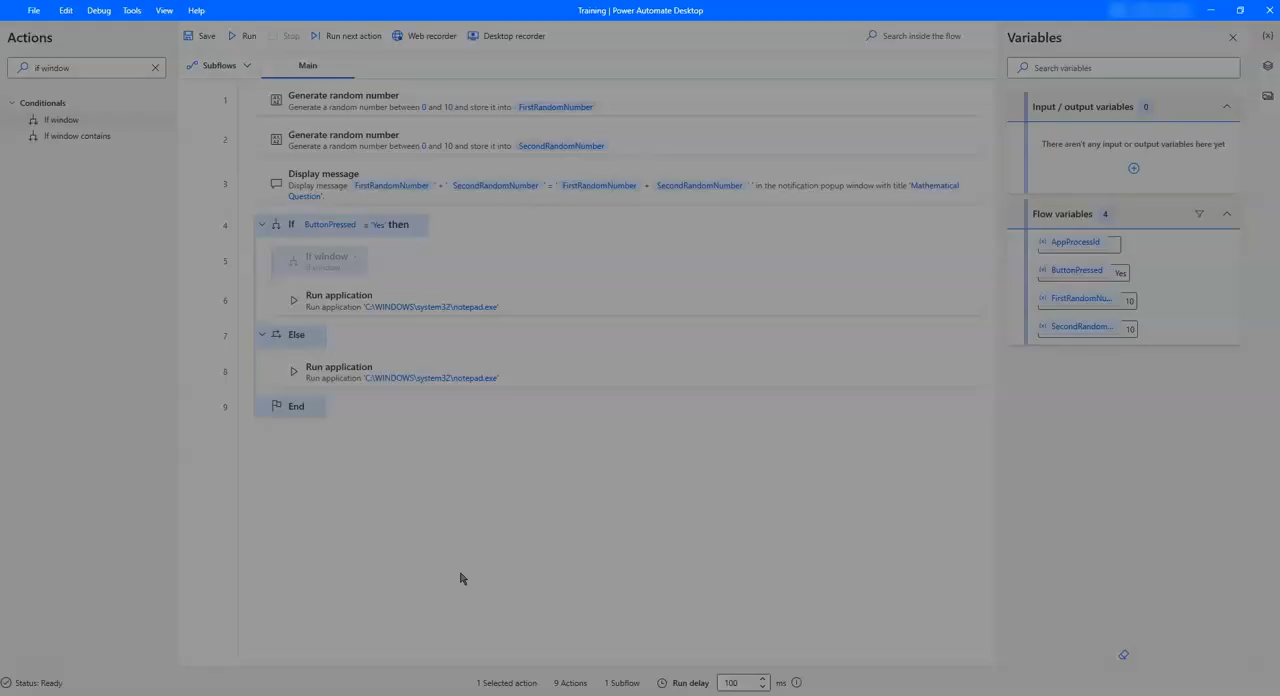 File Edit Debug Tools View Help
Training | Power Automate Desktop
Actions
if window
Conditionals
If window
If window contains
Save Run Stop Run next action Web recorder Desktop recorder
Search inside the flow
Subflows
Main
1
Generate random number
Generate a random number between 0 and 10 and store it into FirstRandomNumber
2
Generate random number
Generate a random number between 0 and 10 and store it into SecondRandomNumber
3
Display message
Display message FirstRandomNumber ' + ' SecondRandomNumber ' = ' FirstRandomNumber + SecondRandomNumber ' ' in the notification popup window with title 'Mathematical
Question'.
4
If ButtonPressed = 'Yes' then
5
If window
If window
6
Run application
Run application 'C:\WINDOWS\system32\notepad.exe'
7
Else
8
Run application
Run application 'C:\WINDOWS\system32\notepad.exe'
9
End
Variables
{x}
Search variables
Input / output variables 0
There aren't any input or output variables here yet
Flow variables 4
(x) AppProcessId
(x) ButtonPressed Yes
(x) FirstRandomNu... 10
(x) SecondRandom... 10
Status: Ready
1 Selected action 9 Actions 1 Subflow Run delay 100 ms